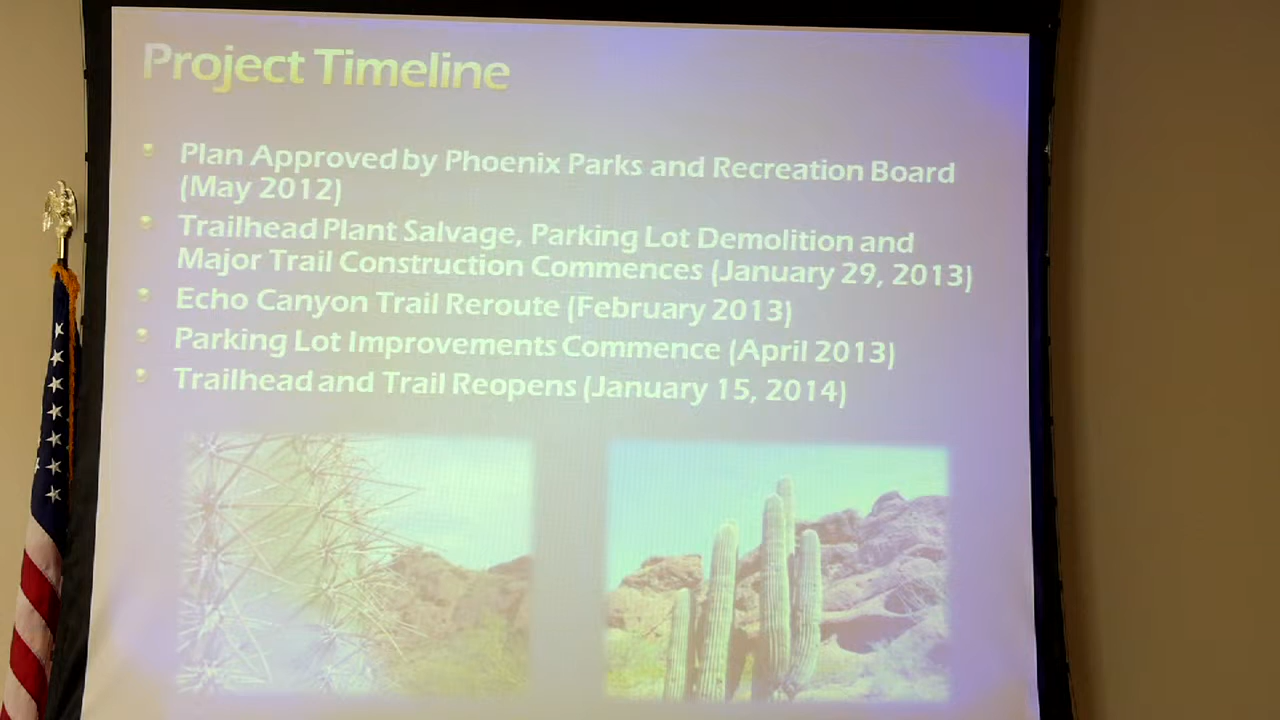 Project Timeline
Plan Approved by Phoenix Parks and Recreation Board
(May 2012)
Trailhead Plant Salvage, Parking Lot Demolition and
Major Trail Construction Commences (January 29, 2013)
Echo Canyon Trail Reroute (February 2013)
Parking Lot Improvements Commence (April 2013)
Trailhead and Trail Reopens (January 15, 2014)